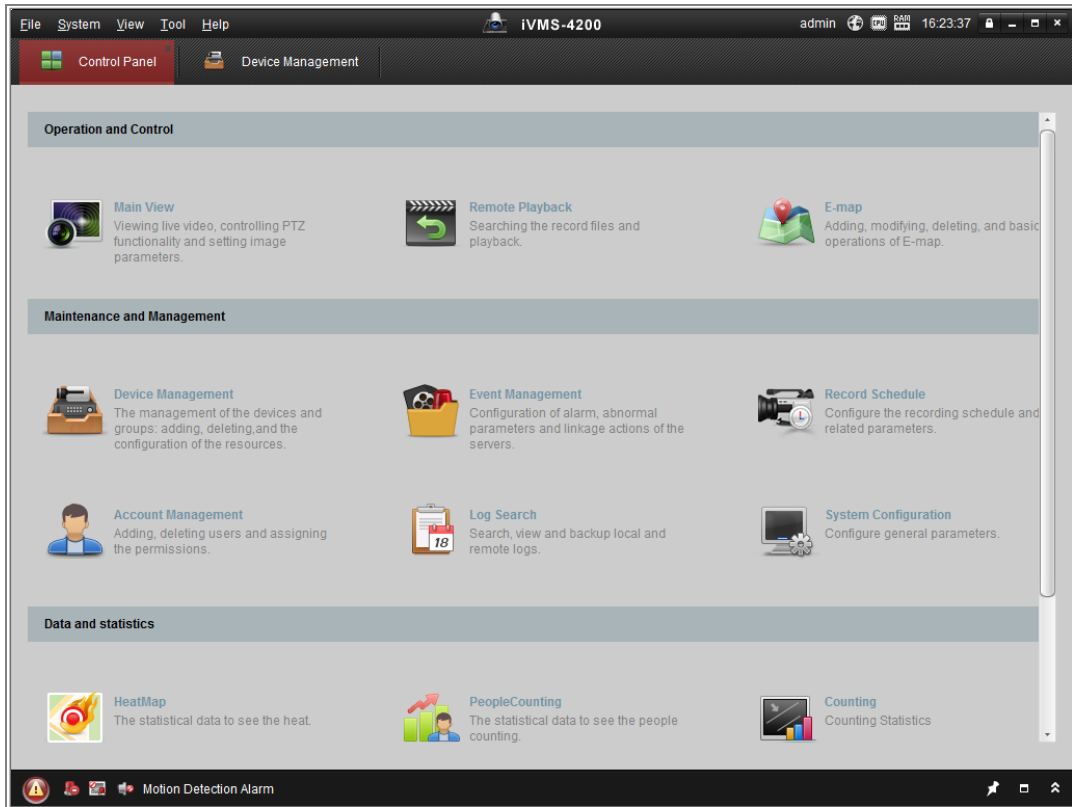 File System View Tool Help iVMS-4200 admin CPU RAM 16:23:37
Control Panel Device Management
Operation and Control
Main View
Viewing live video, controlling PTZ
functionality and setting image
parameters.
Remote Playback
Searching the record files and
playback.
E-map
Adding, modifying, deleting, and basic
operations of E-map.
Maintenance and Management
Device Management
The management of the devices and
groups: adding, deleting,and the
configuration of the resources.
Event Management
Configuration of alarm, abnormal
parameters and linkage actions of the
servers.
Record Schedule
Configure the recording schedule and
related parameters.
Account Management
Adding, deleting users and assigning
the permissions.
Log Search
Search, view and backup local and
remote logs.
18
System Configuration
Configure general parameters.
Data and statistics
HeatMap
The statistical data to see the heat.
PeopleCounting
The statistical data to see the people
counting.
Counting
Counting Statistics
Motion Detection Alarm